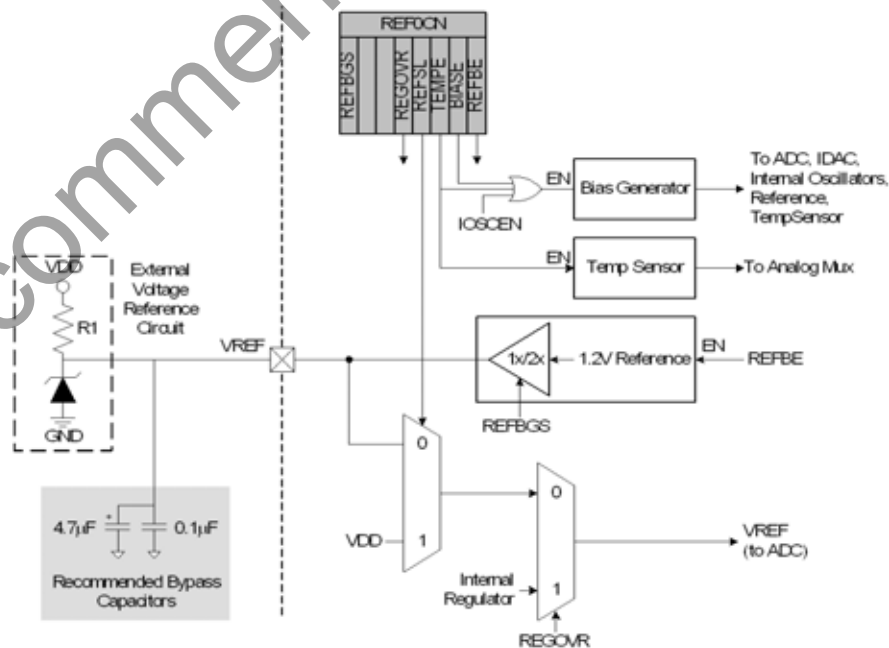 comment
REF0CN
REFBGS
REGOVR
REFSL
TEMPE
BIASE
REFBE
EN
Bias Generator
To ADC, IDAC,
Internal Oscillators,
Reference,
TempSensor
IOSCEN
EN
Temp Sensor
To Analog Mux
VDD
R1
GND
External
Voltage
Reference
Circuit
VREF
1x/2x
1.2V Reference
EN
REFBE
REFBGS
0
1
VDD
0
1
Internal
Regulator
REGOVR
VREF
(to ADC)
4.7µF
+
0.1µF
Recommended Bypass
Capacitors